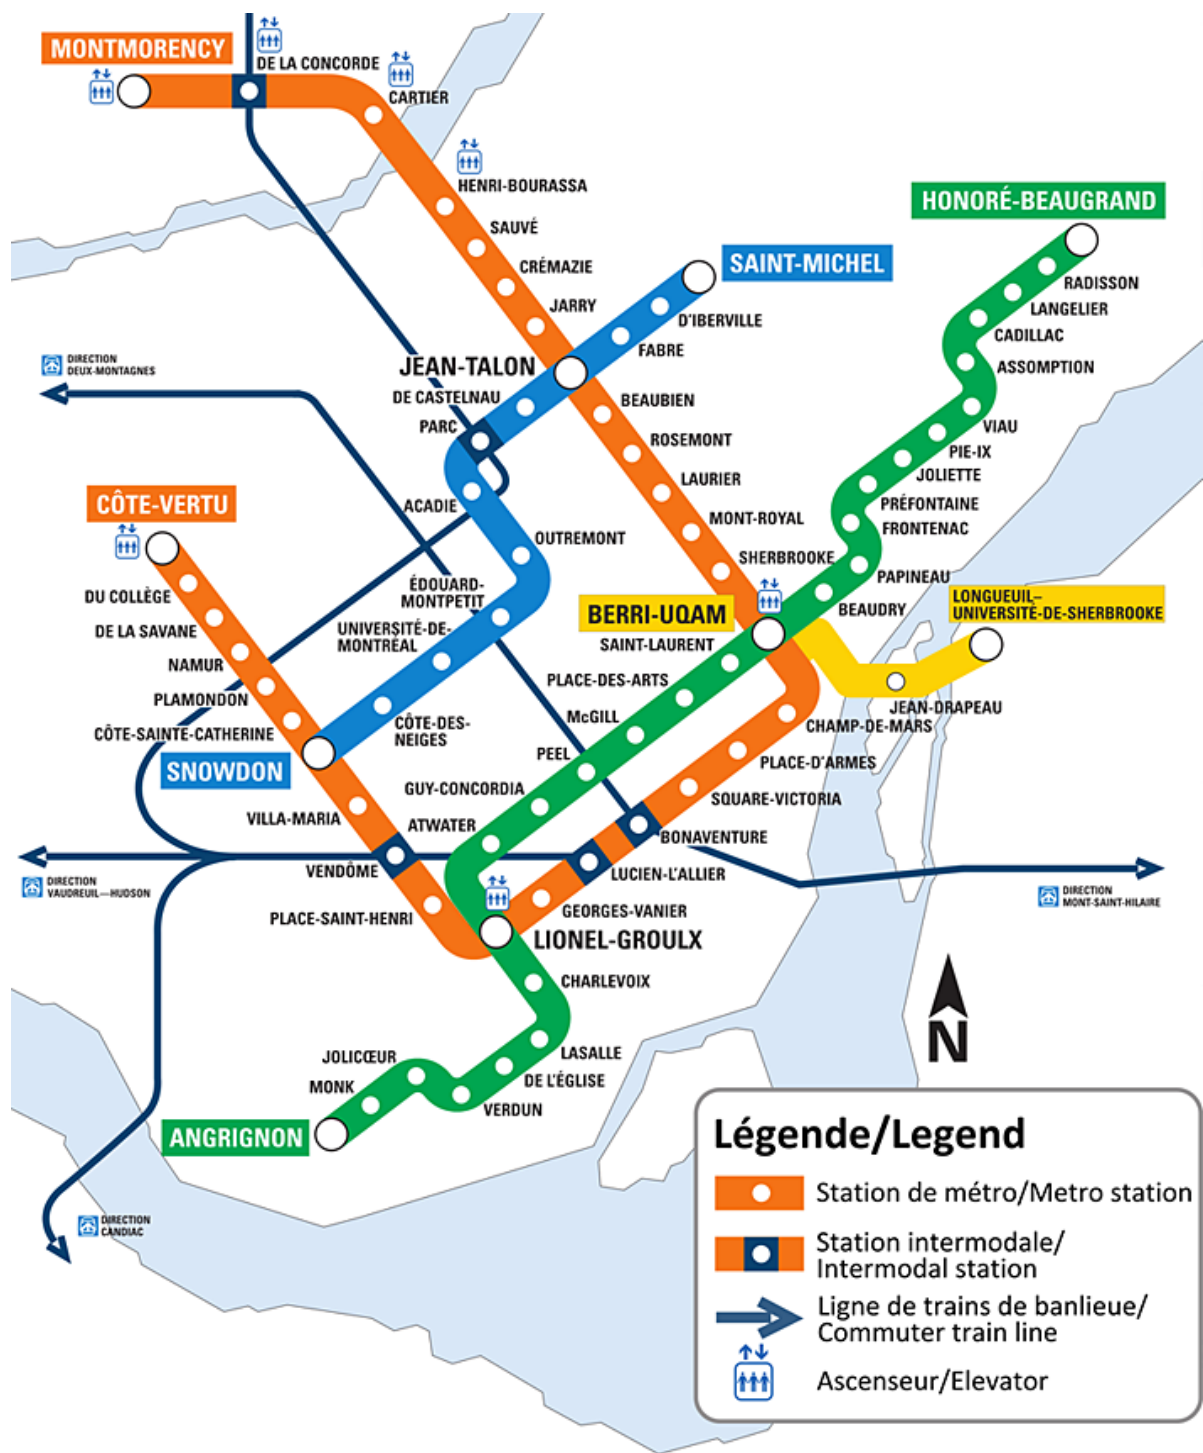 MONTMORENCY
DE LA CONCORDE
CARTIER
HENRI-BOURASSA
SAUVÉ
CRÉMAZIE
JARRY
HONORÉ-BEAUGRAND
SAINT-MICHEL
RADISSON
LANGELIER
CADILLAC
ASSOMPTION
VIAU
PIE-IX
JOLIETTE
PRÉFONTAINE
FRONTENAC
PAPINEAU
BEAUDRY
D'IBERVILLE
FABRE
JEAN-TALON
DE CASTELNAU
PARC
BEAUBIEN
ROSEMONT
LAURIER
MONT-ROYAL
SHERBROOKE
DIRECTION
DEUX-MONTAGNES
CÔTE-VERTU
ACADIE
OUTREMONT
ÉDOUARD-
MONTPETIT
UNIVERSITÉ-DE-
MONTRÉAL
CÔTE-DES-
NEIGES
DU COLLÈGE
DE LA SAVANE
NAMUR
PLAMONDON
CÔTE-SAINTE-CATHERINE
SNOWDON
BERRI-UQAM
LONGUEUIL–
UNIVERSITÉ-DE-SHERBROOKE
JEAN-DRAPEAU
SAINT-LAURENT
PLACE-DES-ARTS
McGILL
PEEL
GUY-CONCORDIA
ATWATER
CHAMP-DE-MARS
PLACE-D'ARMES
SQUARE-VICTORIA
BONAVENTURE
LUCIEN-L'ALLIER
GEORGES-VANIER
VILLA-MARIA
VENDÔME
PLACE-SAINT-HENRI
LIONEL-GROULX
DIRECTION
VAUDREUIL—HUDSON
DIRECTION
MONT-SAINT-HILAIRE
CHARLEVOIX
LASALLE
DE L'ÉGLISE
VERDUN
JOLICŒUR
MONK
ANGRIGNON
DIRECTION
CANDIAC
N
Légende/Legend
Station de métro/Metro station
Station intermodale/
Intermodal station
Ligne de trains de banlieue/
Commuter train line
Ascenseur/Elevator